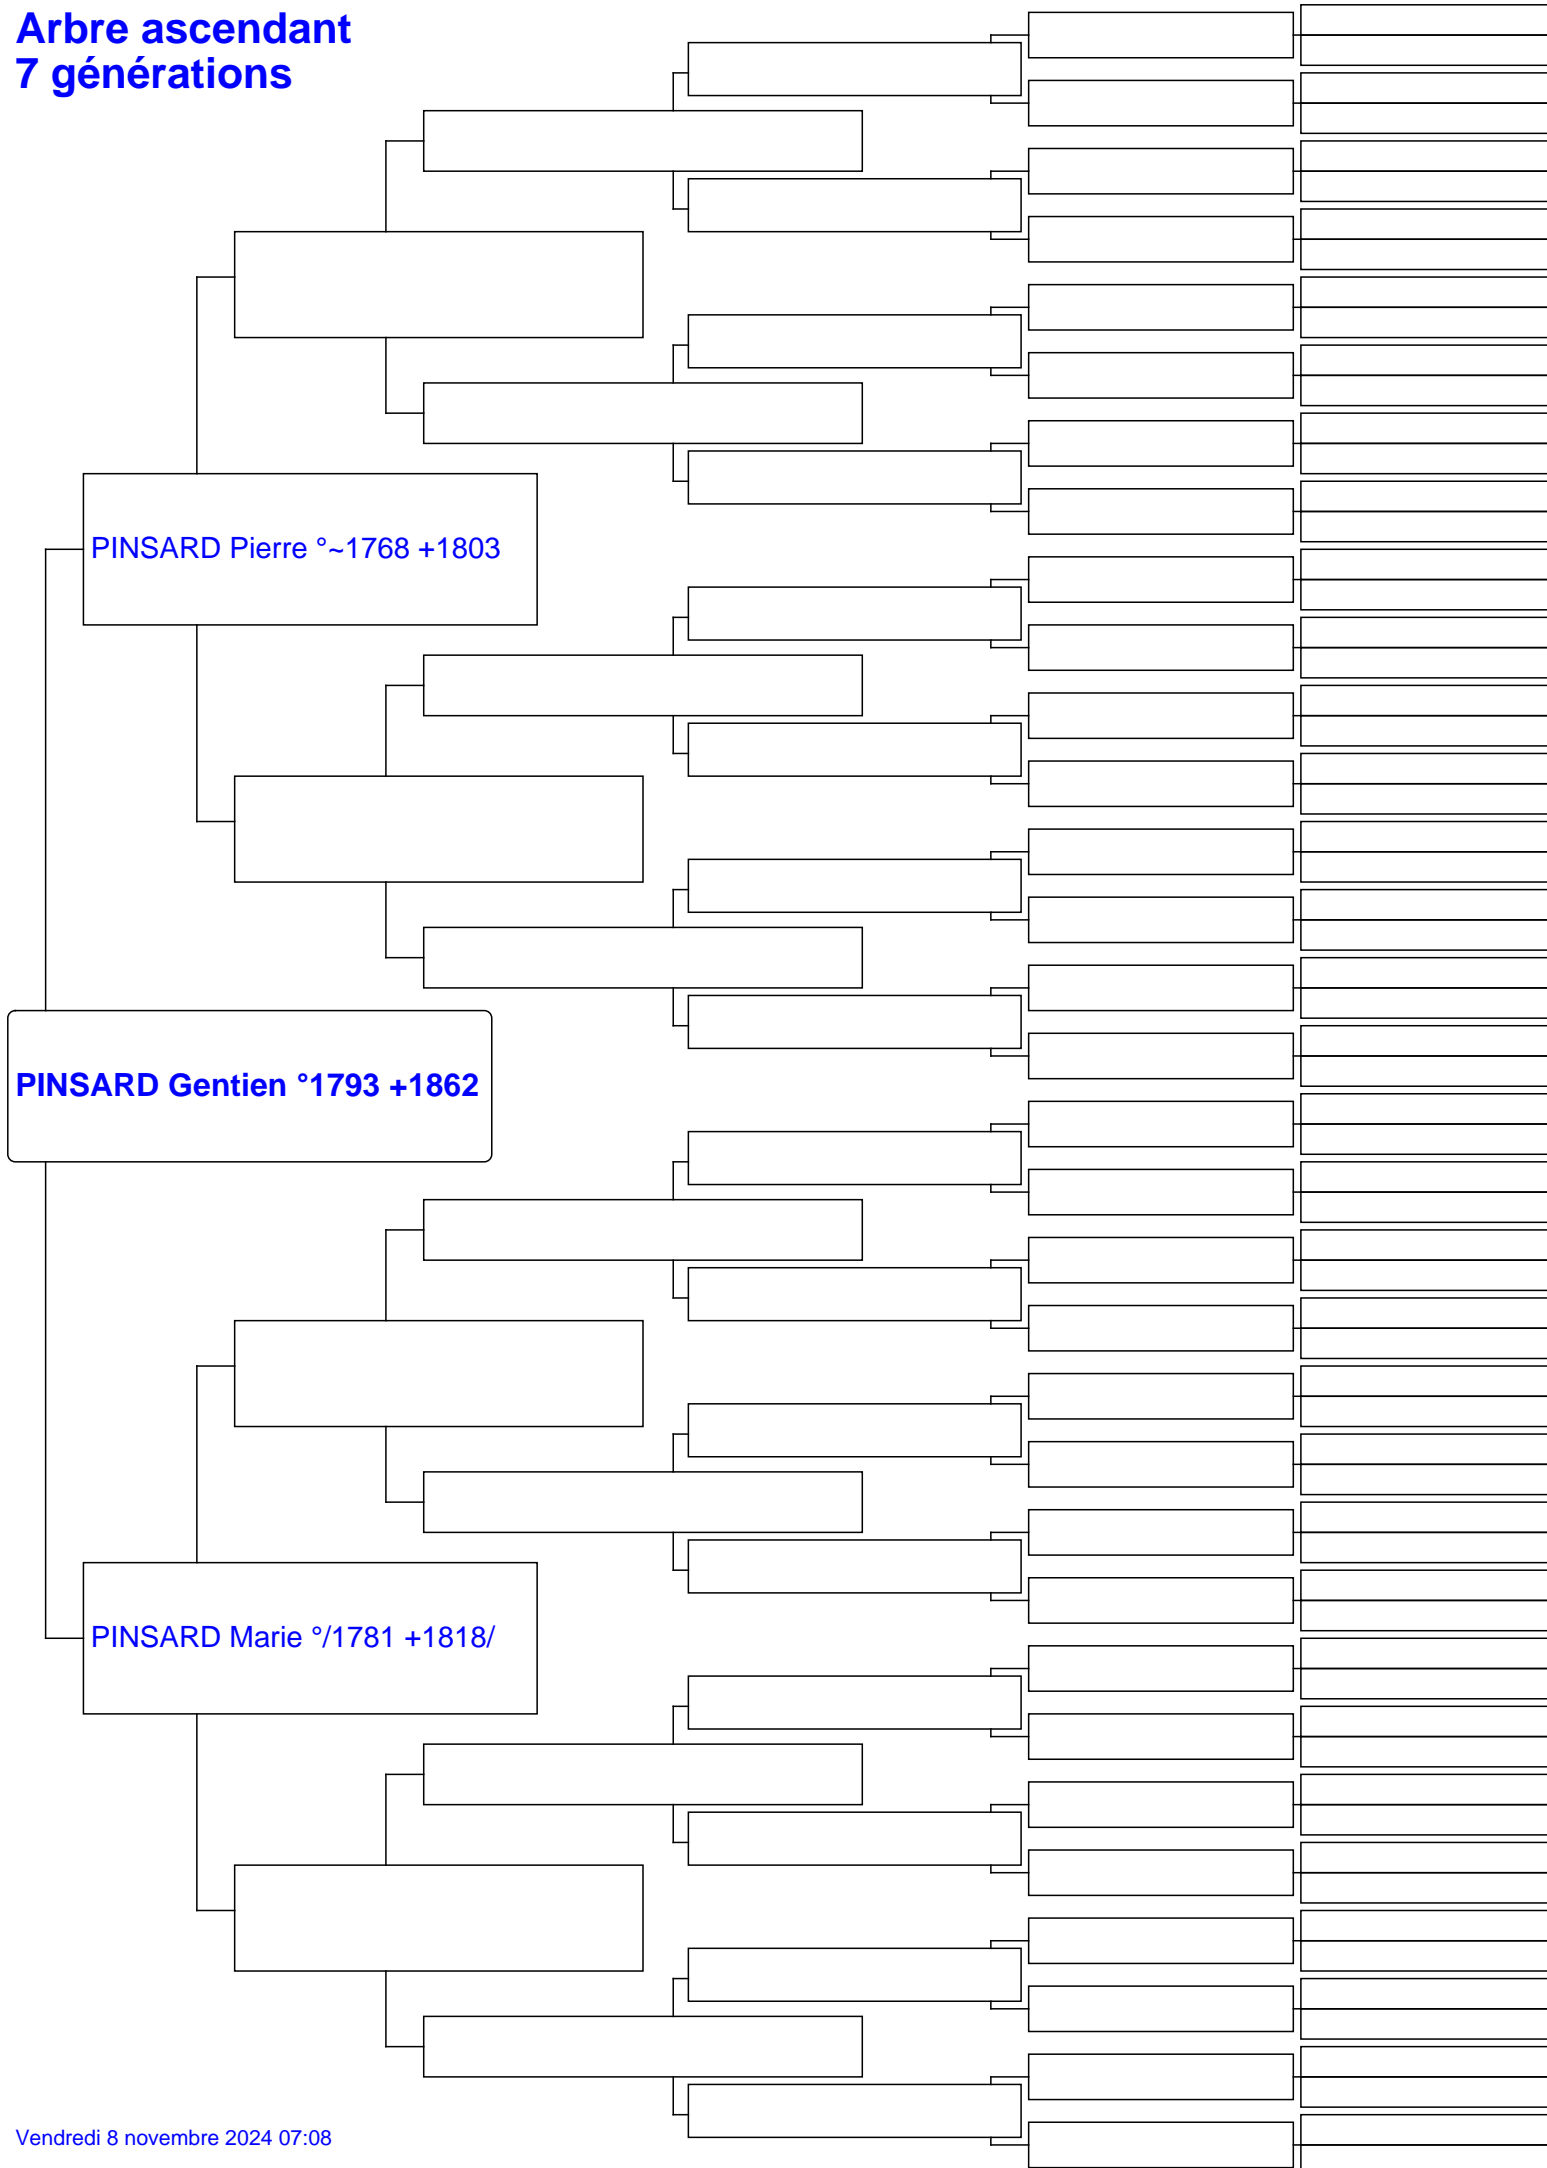 Arbre ascendant
7 générations
PINSARD Pierre °~1768 +1803
PINSARD Gentien °1793 +1862
PINSARD Marie °/1781 +1818/
Vendredi 8 novembre 2024 07:08